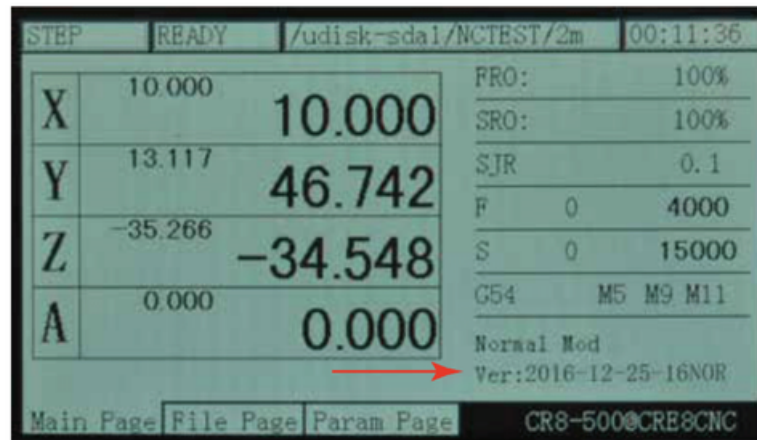 STEP READY /udisk-sda1/NCTEST/2m 00:11:36
X 10.000 10.000
Y 13.117 46.742
Z -35.266 -34.548
A 0.000 0.000
FRO: 100%
SRO: 100%
SJR 0.1
F 0 4000
S 0 15000
G54 M5 M9 M11
Normal Mod
Ver:2016-12-25-16NOR
Main Page File Page Param Page CR8-500@CRE8CNC